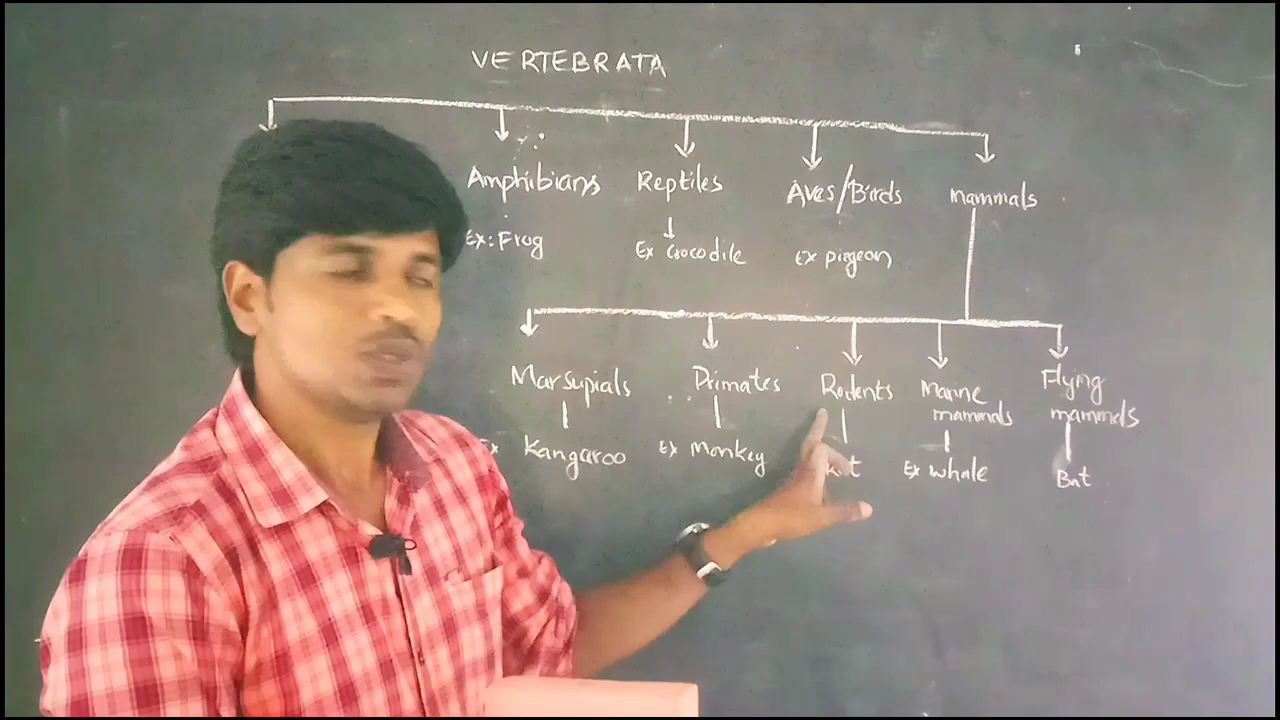 VERTEBRATA
Amphibians Reptiles Aves/Birds mammals
Ex: Frog Ex Crocodile Ex pigeon
Marsupials Primates Rodents Marine mammals Flying mammals
Ex Kangaroo Ex Monkey Ex whale Bat